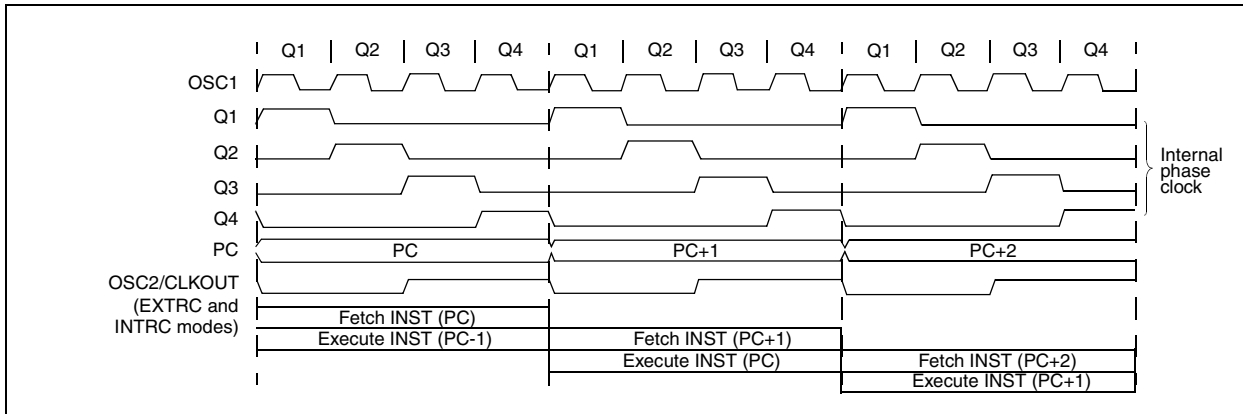 Q1 Q2 Q3 Q4 Q1 Q2 Q3 Q4 Q1 Q2 Q3 Q4
OSC1
Q1
Q2
Q3
Q4
Internal
phase
clock
PC PC PC+1 PC+2
OSC2/CLKOUT
(EXTRC and
INTRC modes)
Fetch INST (PC)
Execute INST (PC-1) Fetch INST (PC+1)
Execute INST (PC) Fetch INST (PC+2)
Execute INST (PC+1)